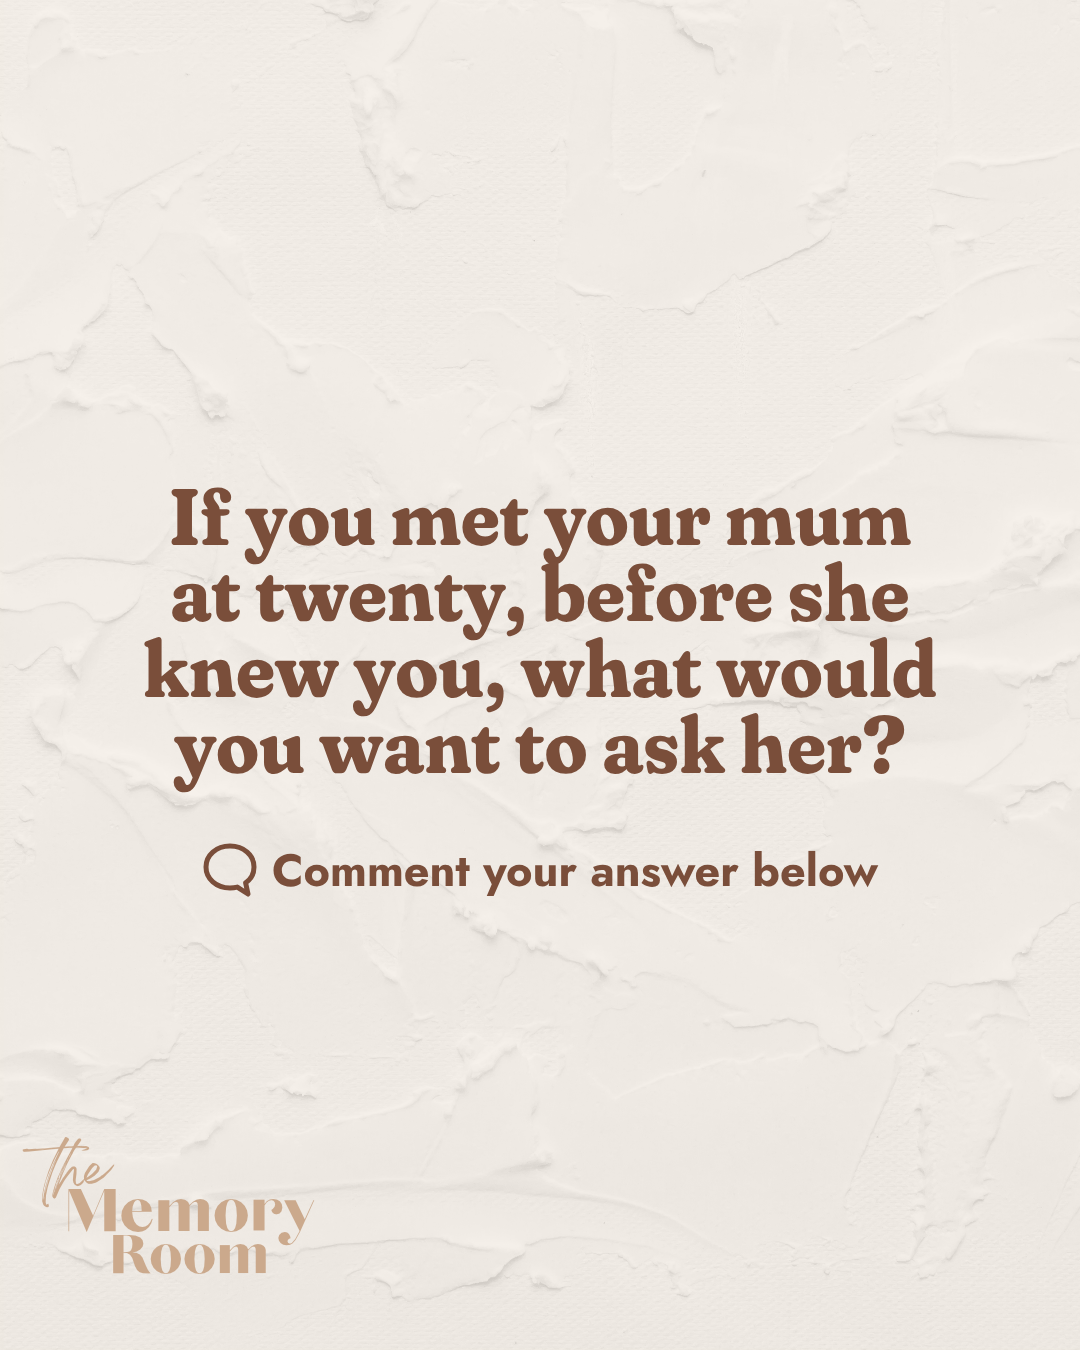 If you met your mum
at twenty, before she
knew you, what would
you want to ask her?
Comment your answer below
the
Memory
Room